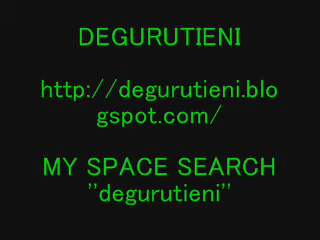 DEGURUTIENI
http://degurutieni.blo
gspot.com/
MY SPACE SEARCH
"degurutieni"